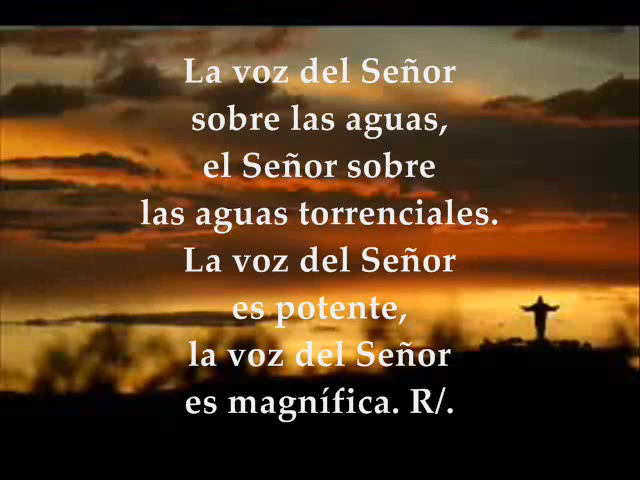 La voz del Señor
sobre las aguas,
el Señor sobre
las aguas torrenciales.
La voz del Señor
es potente,
la voz del Señor
es magnífica. R/.